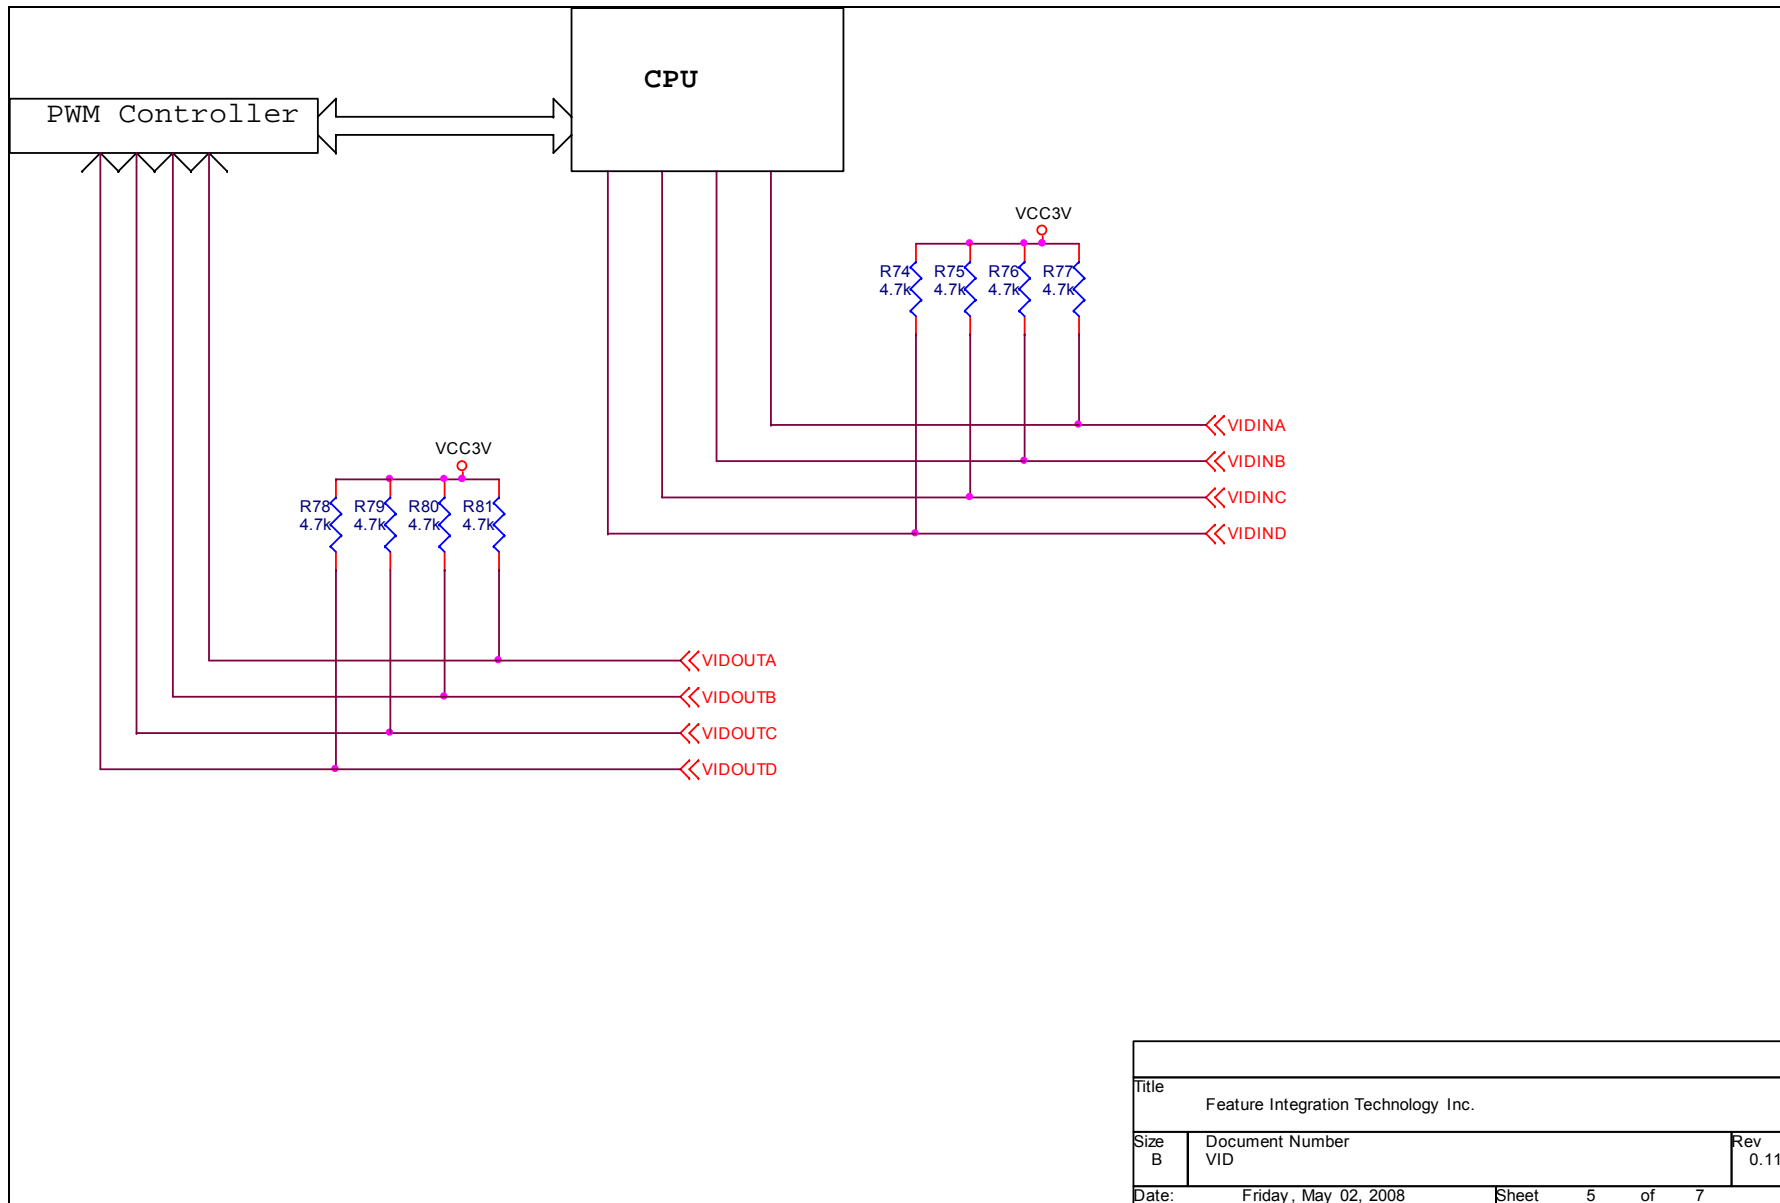 CPU
PWM Controller
VCC3V
R74 R75 R76 R77
4.7k 4.7k 4.7k 4.7k
VIDINA
VIDINB
VIDINC
VIDIND
VCC3V
R78 R79 R80 R81
4.7k 4.7k 4.7k 4.7k
VIDOUTA
VIDOUTB
VIDOUTC
VIDOUTD
Title
Feature Integration Technology Inc.
Size Document Number Rev
B VID 0.11
Date: Friday, May 02, 2008 Sheet 5 of 7